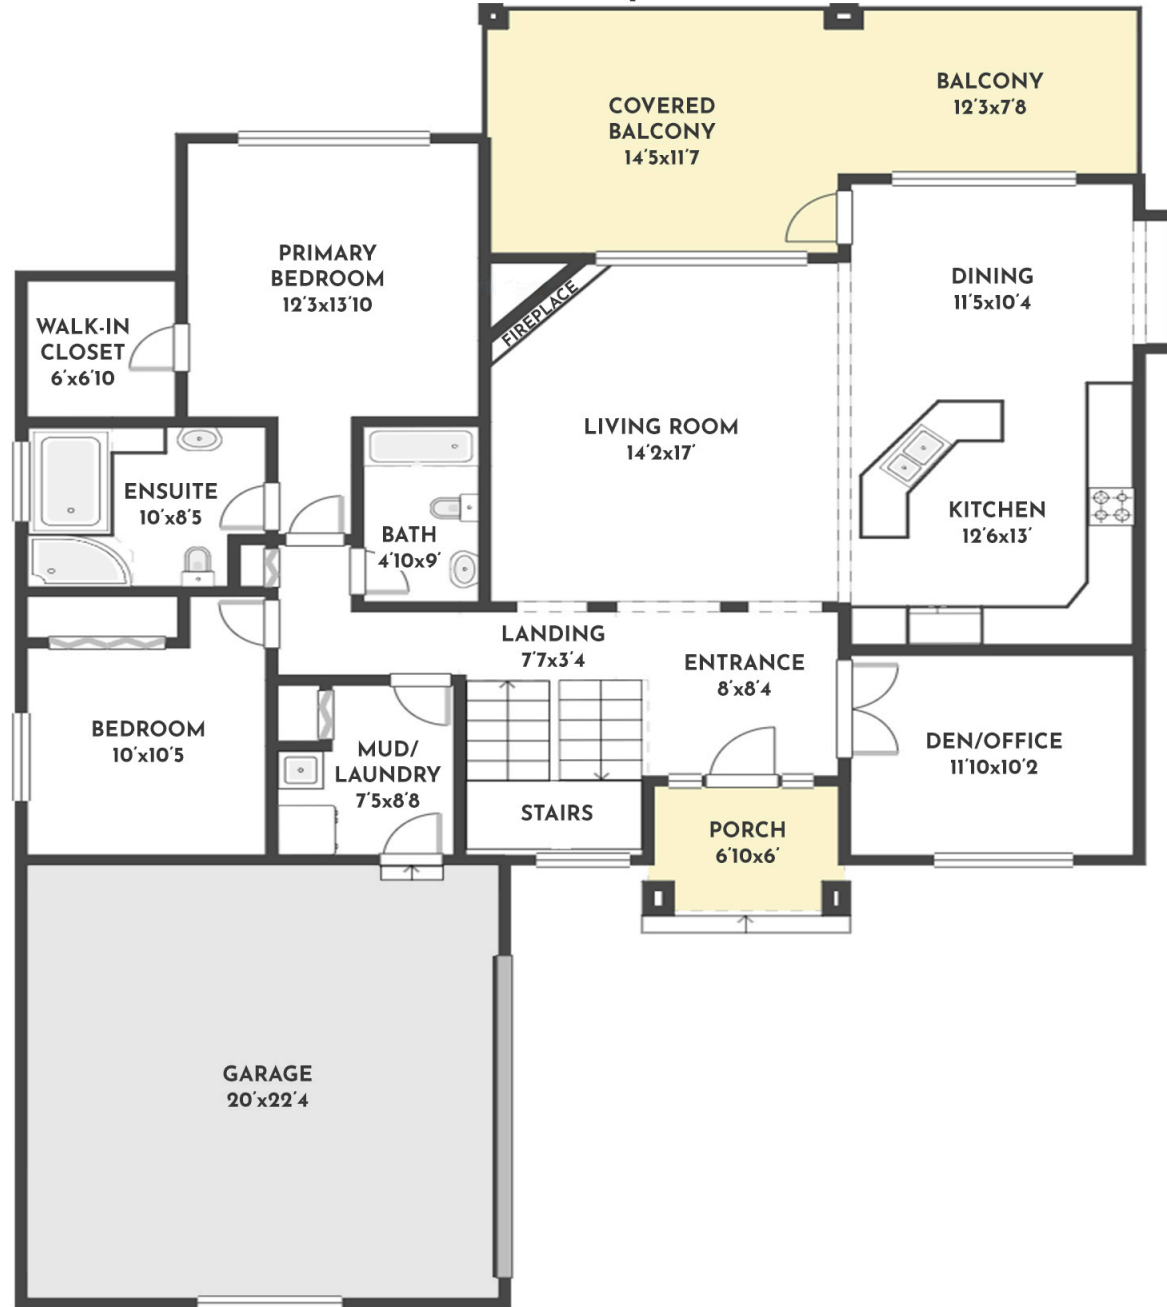 COVERED
BALCONY
14'5x11'7
BALCONY
12'3x7'8
PRIMARY
BEDROOM
12'3x13'10
WALK-IN
CLOSET
6'x6'10
FIREPLACE
DINING
11'5x10'4
LIVING ROOM
14'2x17'
ENSUITE
10'x8'5
BATH
4'10x9'
KITCHEN
12'6x13'
LANDING
7'7x3'4
ENTRANCE
8'x8'4
BEDROOM
10'x10'5
MUD/
LAUNDRY
7'5x8'8
STAIRS
DEN/OFFICE
11'10x10'2
PORCH
6'10x6'
GARAGE
20'x22'4